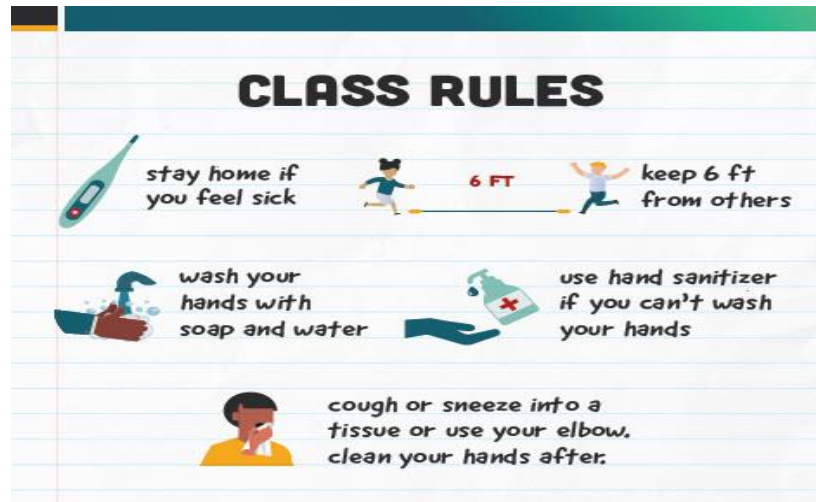 CLASS RULES
stay home if
you feel sick
6 FT
keep 6 ft
from others
wash your
hands with
soap and water
use hand sanitizer
if you can't wash
your hands
cough or sneeze into a
tissue or use your elbow.
clean your hands after.